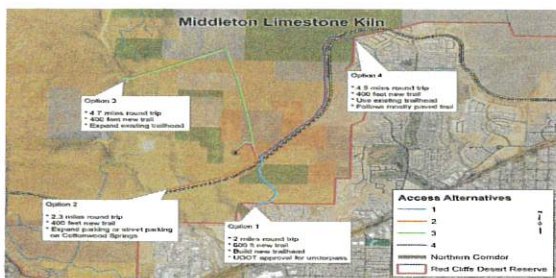 Middleton Limestone Kiln
Option 4
* 4.5 miles round trip
* 400 feet new trail
* Use existing trailhead
* Follows mostly paved trail
Option 3
* 4.7 miles round trip
* 400 feet new trail
* Expand existing trailhead
Option 2
* 2.3 miles round trip
* 400 feet new trail
* Expand parking or street parking
on Cottonwood Springs
Option 1
* 2 miles round trip
* 600 ft new trail
* Build new trailhead
* UDOT approval for underpass
Access Alternatives
1
2
3
4
Northern Corridor
Red Cliffs Desert Reserve